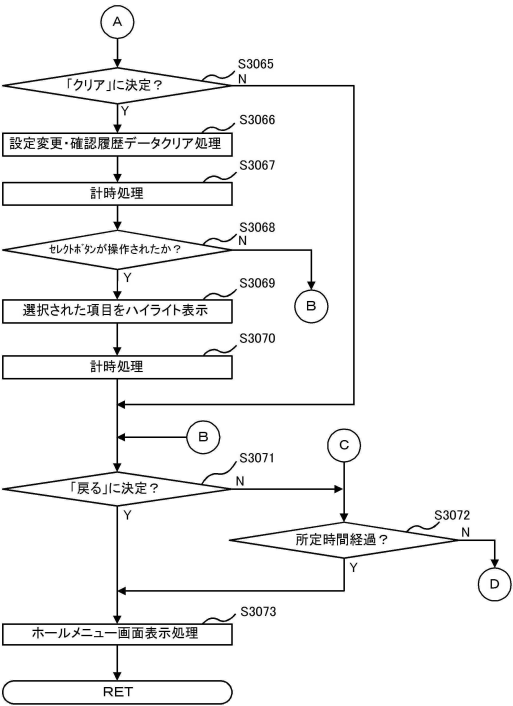 A
S3065
「クリア」に決定？
N
Y
S3066
設定変更・確認履歴データクリア処理
S3067
計時処理
S3068
セレクトボタンが操作されたか？
N
Y
B
S3069
選択された項目をハイライト表示
S3070
計時処理
B
C
S3071
「戻る」に決定？
N
Y
S3072
所定時間経過？
N
Y
D
S3073
ホールメニュー画面表示処理
RET